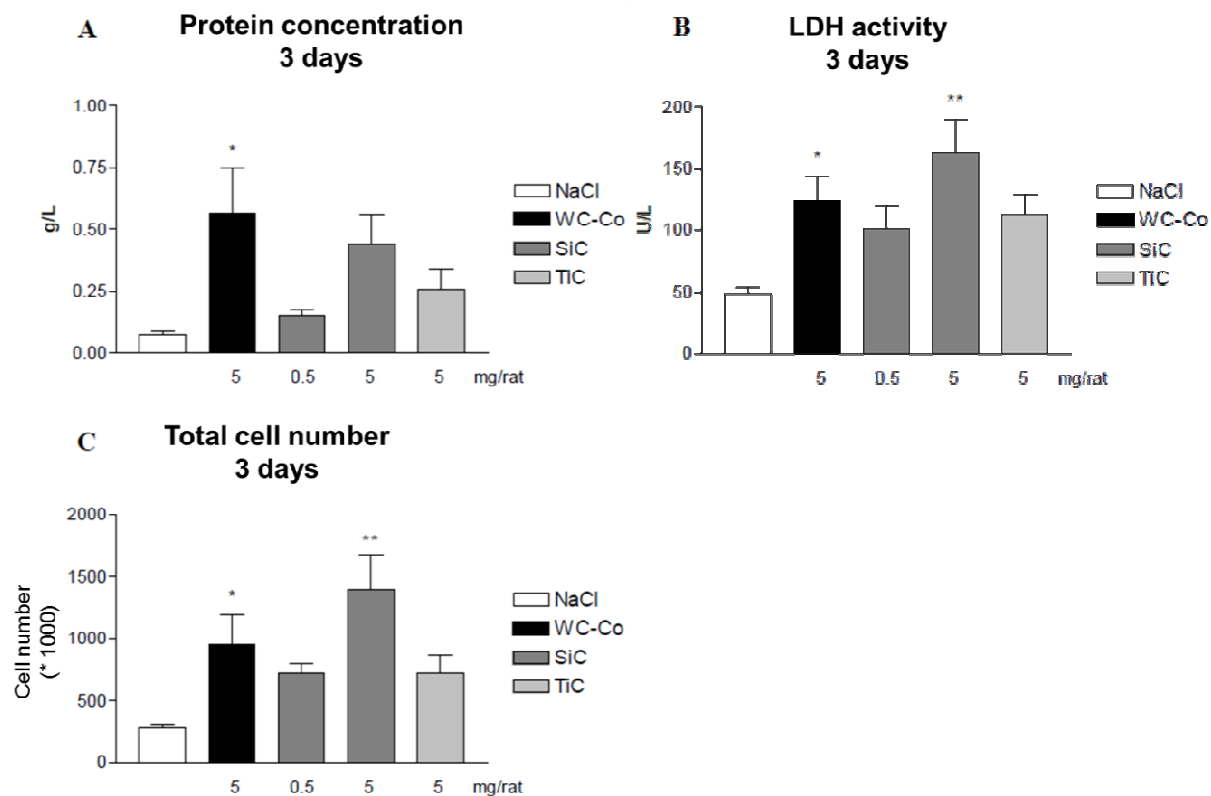 A
Protein concentration
3 days
1.00
0.75
0.50
0.25
0.00
g/L
*
5
0.5
5
5
mg/rat
NaCl
WC-Co
SiC
TiC
B
LDH activity
3 days
200
150
100
50
0
U/L
*
**
5
0.5
5
5
mg/rat
NaCl
WC-Co
SiC
TiC
C
Total cell number
3 days
2000
1500
1000
500
0
Cell number
(* 1000)
*
**
5
0.5
5
5
mg/rat
NaCl
WC-Co
SiC
TiC